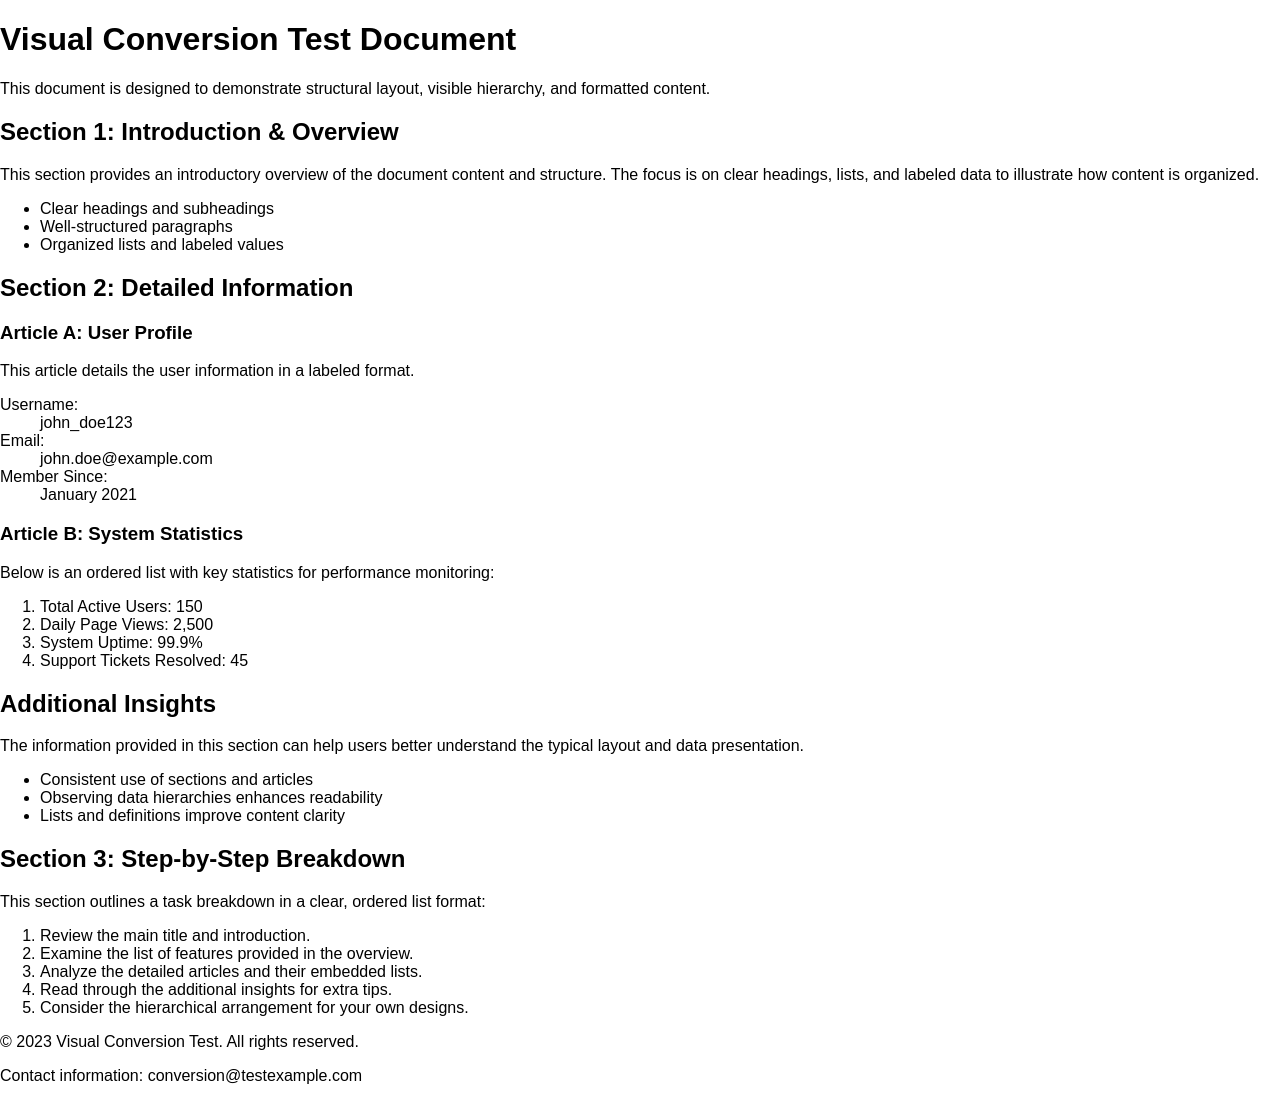 Visual Conversion Test Document
This document is designed to demonstrate structural layout, visible hierarchy, and formatted content.
Section 1: Introduction & Overview
This section provides an introductory overview of the document content and structure. The focus is on clear headings, lists, and labeled data to illustrate how content is organized.
• Clear headings and subheadings
• Well-structured paragraphs
• Organized lists and labeled values
Section 2: Detailed Information
Article A: User Profile
This article details the user information in a labeled format.
Username:
john_doe123
Email:
john.doe@example.com
Member Since:
January 2021
Article B: System Statistics
Below is an ordered list with key statistics for performance monitoring:
1. Total Active Users: 150
2. Daily Page Views: 2,500
3. System Uptime: 99.9%
4. Support Tickets Resolved: 45
Additional Insights
The information provided in this section can help users better understand the typical layout and data presentation.
• Consistent use of sections and articles
• Observing data hierarchies enhances readability
• Lists and definitions improve content clarity
Section 3: Step-by-Step Breakdown
This section outlines a task breakdown in a clear, ordered list format:
1. Review the main title and introduction.
2. Examine the list of features provided in the overview.
3. Analyze the detailed articles and their embedded lists.
4. Read through the additional insights for extra tips.
5. Consider the hierarchical arrangement for your own designs.
© 2023 Visual Conversion Test. All rights reserved.
Contact information: conversion@testexample.com